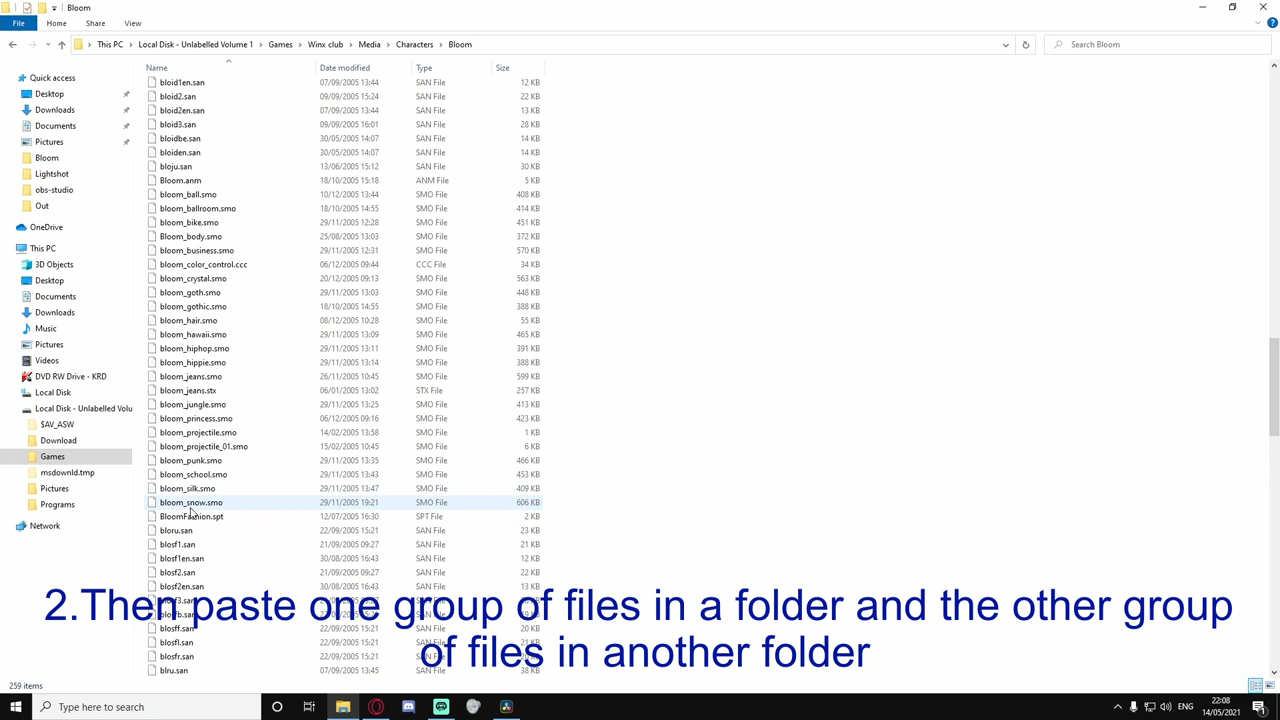 Bloom
File Home Share View
This PC Local Disk - Unlabelled Volume 1 Games Winx club Media Characters Bloom
Search Bloom
Name Date modified Type Size
Quick access
Desktop
Downloads
Documents
Pictures
Bloom
Lightshot
obs-studio
Out
OneDrive
This PC
3D Objects
Desktop
Documents
Downloads
Music
Pictures
Videos
DVD RW Drive - KRD
Local Disk
Local Disk - Unlabelled Volu
$AV_ASW
Download
Games
msdownld.tmp
Pictures
Programs
Network
bloid1en.san 07/09/2005 13:44 SAN File 12 KB
bloid2.san 09/09/2005 15:24 SAN File 22 KB
bloid2en.san 07/09/2005 13:44 SAN File 13 KB
bloid3.san 09/09/2005 16:01 SAN File 28 KB
bloidbe.san 30/05/2005 14:07 SAN File 14 KB
bloiden.san 30/05/2005 14:07 SAN File 14 KB
bloju.san 13/06/2005 15:12 SAN File 30 KB
Bloom.anm 18/10/2005 15:18 ANM File 5 KB
bloom_ball.smo 10/12/2005 13:44 SMO File 408 KB
bloom_ballroom.smo 18/10/2005 14:55 SMO File 414 KB
bloom_bike.smo 29/11/2005 12:28 SMO File 451 KB
Bloom_body.smo 25/08/2005 13:03 SMO File 372 KB
bloom_business.smo 29/11/2005 12:31 SMO File 570 KB
bloom_color_control.ccc 06/12/2005 09:44 CCC File 34 KB
bloom_crystal.smo 20/12/2005 09:13 SMO File 563 KB
bloom_goth.smo 29/11/2005 13:03 SMO File 448 KB
bloom_gothic.smo 18/10/2005 14:55 SMO File 388 KB
bloom_hair.smo 08/12/2005 10:28 SMO File 55 KB
bloom_hawaii.smo 29/11/2005 13:09 SMO File 465 KB
bloom_hiphop.smo 29/11/2005 13:11 SMO File 391 KB
bloom_hippie.smo 29/11/2005 13:14 SMO File 388 KB
bloom_jeans.smo 26/11/2005 10:45 SMO File 599 KB
bloom_jeans.stx 06/01/2005 13:02 STX File 257 KB
bloom_jungle.smo 29/11/2005 13:25 SMO File 413 KB
bloom_princess.smo 06/12/2005 09:16 SMO File 423 KB
bloom_projectile.smo 14/02/2005 13:58 SMO File 2 KB
bloom_projectile_01.smo 15/02/2005 10:45 SMO File 6 KB
bloom_punk.smo 29/11/2005 13:35 SMO File 466 KB
bloom_school.smo 29/11/2005 13:43 SMO File 453 KB
bloom_silk.smo 29/11/2005 13:47 SMO File 409 KB
bloom_snow.smo 29/11/2005 19:21 SMO File 606 KB
BloomFashion.spt 12/07/2005 16:30 SPT File 2 KB
bloru.san 22/09/2005 15:21 SAN File 23 KB
blosf1.san 21/09/2005 09:27 SAN File 21 KB
blosf1en.san 30/08/2005 16:43 SAN File 12 KB
blosf2.san 21/09/2005 09:27 SAN File 22 KB
blosf2en.san 30/08/2005 16:43 SAN File 13 KB
2.Then paste one group of files in a folder and the other group
of files in another folder
blosff.san 22/09/2005 15:21 SAN File 20 KB
blosfl.san 22/09/2005 15:21 SAN File 21 KB
blosfr.san 22/09/2005 15:21 SAN File
blru.san 07/09/2005 13:45 SAN File 38 KB
259 items
Type here to search
22:08
14/05/2021